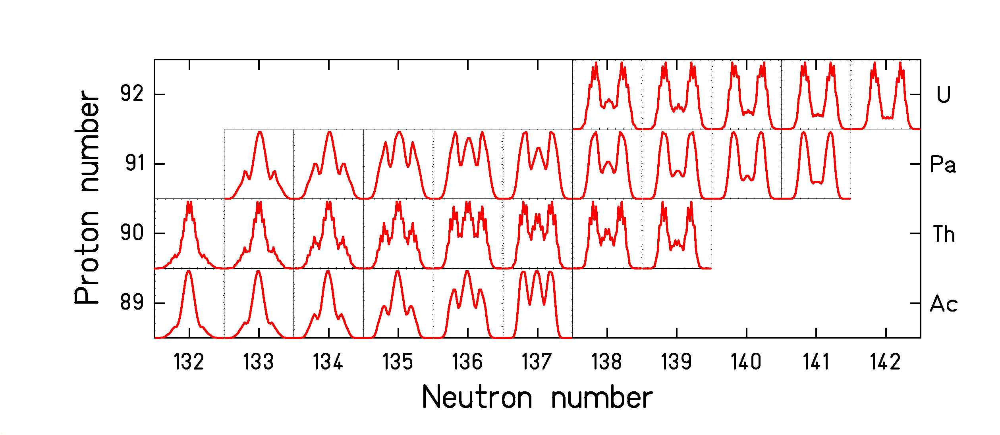 Proton number
92
91
90
89
U
Pa
Th
Ac
132 133 134 135 136 137 138 139 140 141 142
Neutron number